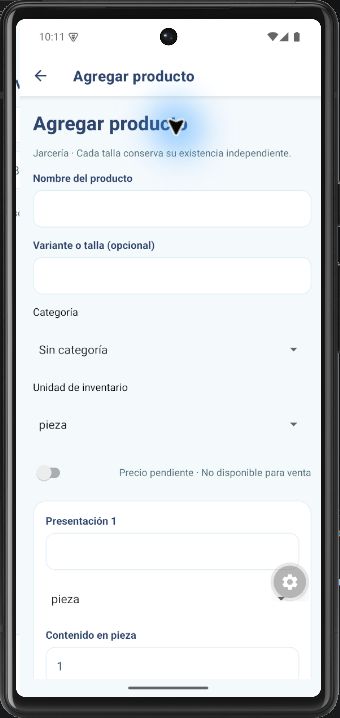 10:11
Agregar producto
Agregar producto
Jarcería · Cada talla conserva su existencia independiente.
Nombre del producto
Variante o talla (opcional)
Categoría
Sin categoría
Unidad de inventario
pieza
Precio pendiente · No disponible para venta
Presentación 1
pieza
Contenido en pieza
1